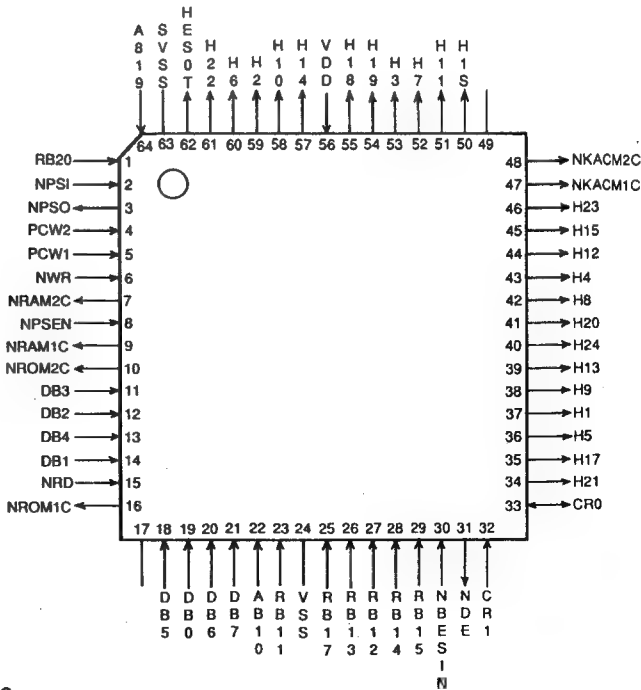 A819 SVSS HES0T H22 H6 H2 H10 H14 VDD H18 H19 H3 H7 H11 H1S
64 63 62 61 60 59 58 57 56 55 54 53 52 51 50 49
RB20 1 48 NKACM2C
NPSI 2 47 NKACM1C
NPSO 3 46 H23
PCW2 4 45 H15
PCW1 5 44 H12
NWR 6 43 H4
NRAM2C 7 42 H8
NPSEN 8 41 H20
NRAM1C 9 40 H24
NROM2C 10 39 H13
DB3 11 38 H9
DB2 12 37 H1
DB4 13 36 H5
DB1 14 35 H17
NRD 15 34 H21
NROM1C 16 33 CR0
17 18 19 20 21 22 23 24 25 26 27 28 29 30 31 32
DB5 DB0 DB6 DB7 AB10 RB11 VSS RB17 RB13 RB12 RB14 RB15 NBESIN NDE CR1